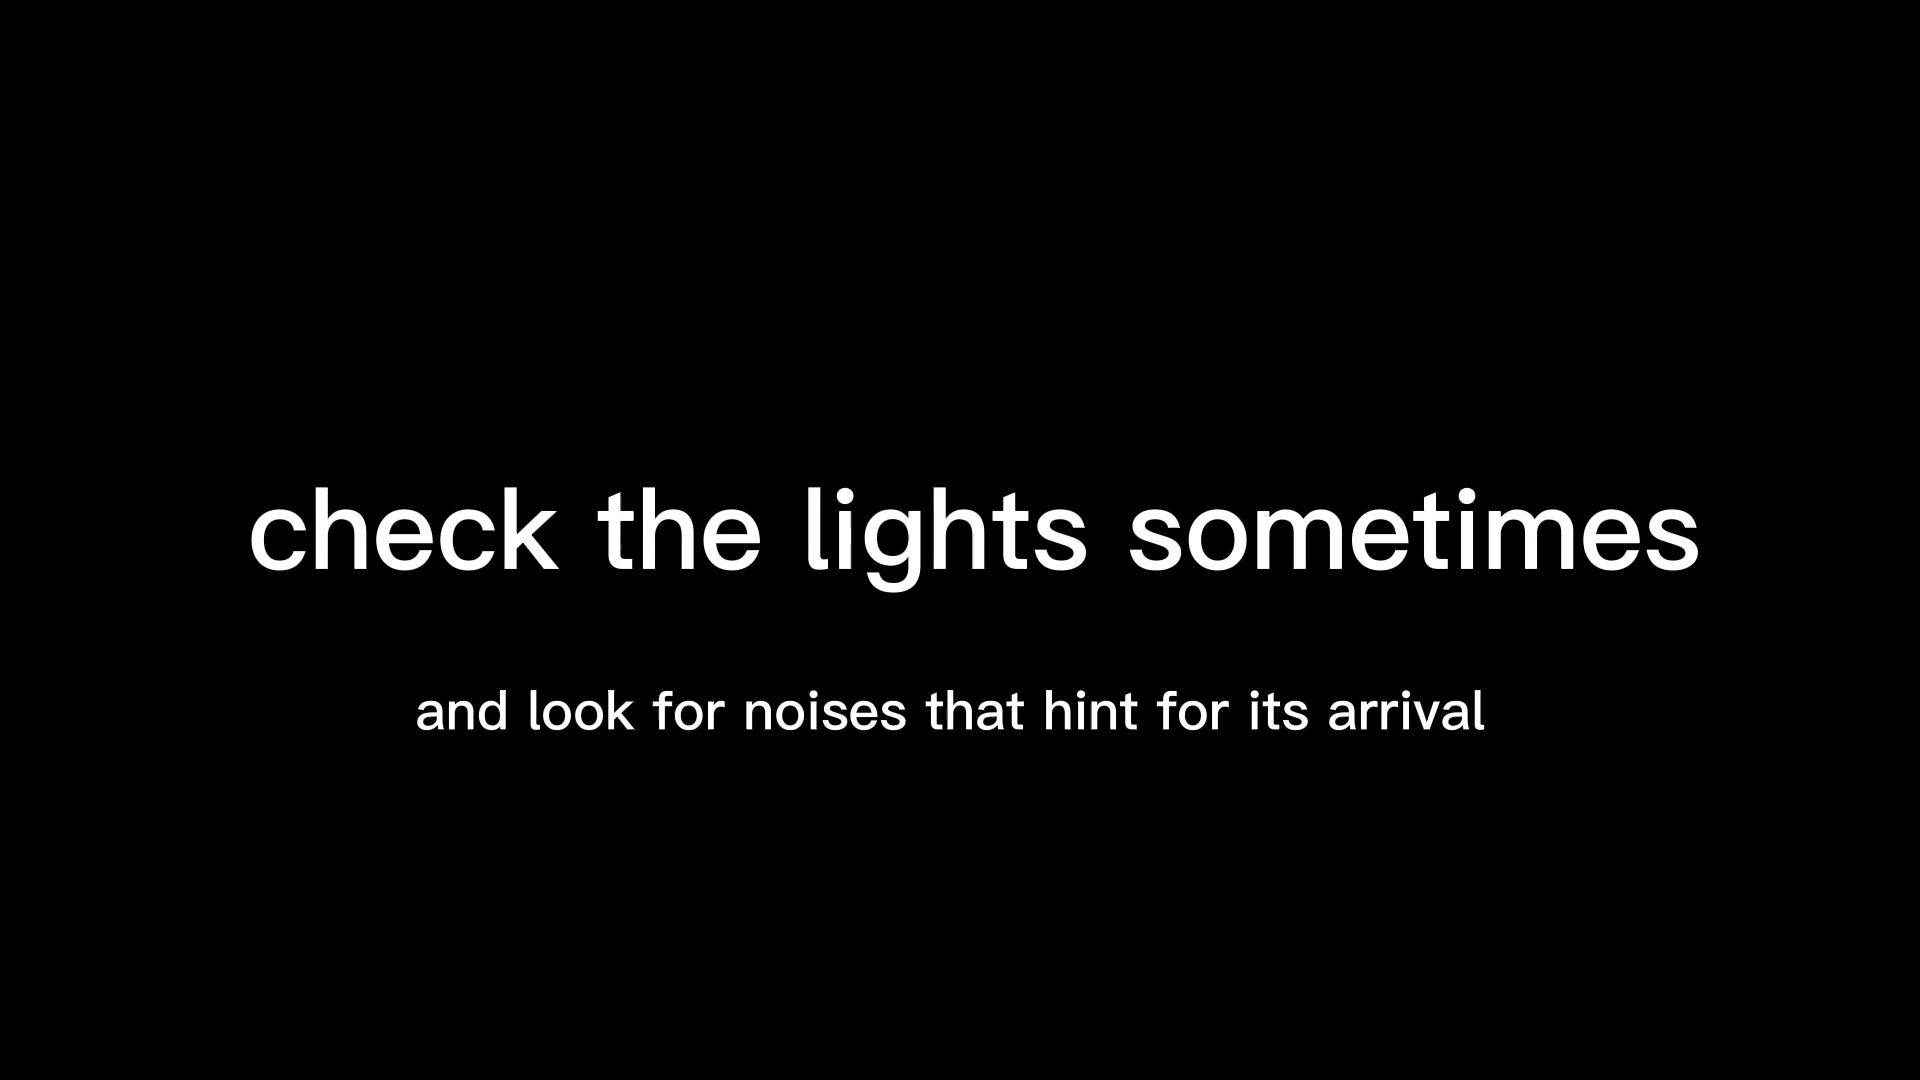 check the lights sometimes
and look for noises that hint for its arrival